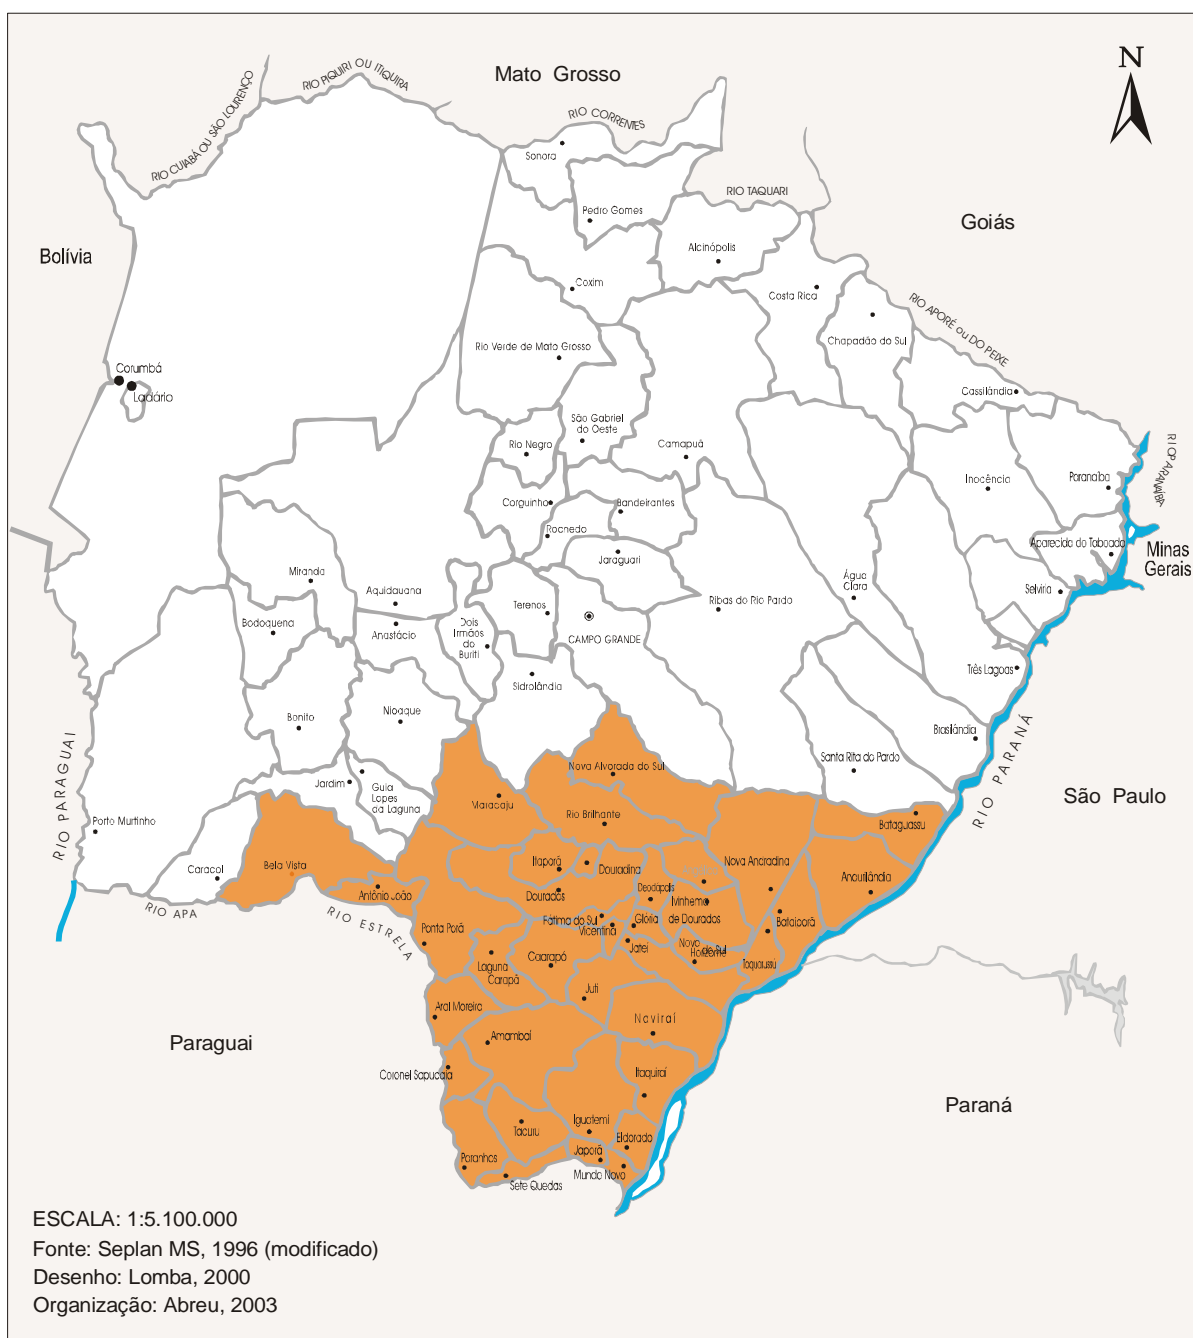 Mato Grosso
N
RIO PIQUIRI OU ITIQUIRA
RIO CUIABÁ OU SÃO LOURENÇO
RIO CORRENTES
Sonora
RIO TAQUARI
Pedro Gomes
Goiás
Alcinópolis
Bolívia
Coxim
Costa Rica
RIO APORÉ ou DO PEIXE
Chapadão do Sul
Rio Verde de Mato Grosso
Corumbá
Ladário
Cassilândia
São Gabriel
do Oeste
Rio Negro
Camapuã
RIO PARANAÍBA
Inocência
Paranaíba
Corguinho
Bandeirantes
Rochedo
Aparecida do Taboado
Minas
Gerais
Jaraguari
Miranda
Água
Clara
Selvíria
Aquidauana
Terenos
Ribas do Rio Pardo
Bodoquena
Anastácio
Dois
Irmãos
do
Buriti
CAMPO GRANDE
Três Lagoas
Sidrolândia
Bonito
Nioaque
Brasilândia
RIO PARANÁ
RIO PARAGUAI
Santa Rita do Pardo
Nova Alvorada do Sul
Jardim
Guia
Lopes
da Laguna
São Paulo
Maracaju
Porto Murtinho
Rio Brilhante
Bataguassu
Caracol
Bela Vista
Itaporã
Douradina
Nova Andradina
Anaurilândia
Antônio João
Dourados
Deodápolis
Ivinhema
RIO APA
RIO ESTRELA
Fátima do Sul
Glória
de Dourados
Bataiporã
Ponta Porã
Vicentina
Jateí
Novo
Horizonte
do Sul
Taquarussú
Laguna
Carapã
Caarapó
Juti
Aral Moreira
Naviraí
Paraguai
Amambaí
Coronel Sapucaia
Itaquiraí
Paraná
Iguatemi
Tacuru
Eldorado
Japorã
Paranhos
Mundo Novo
Sete Quedas
ESCALA: 1:5.100.000
Fonte: Seplan MS, 1996 (modificado)
Desenho: Lomba, 2000
Organização: Abreu, 2003